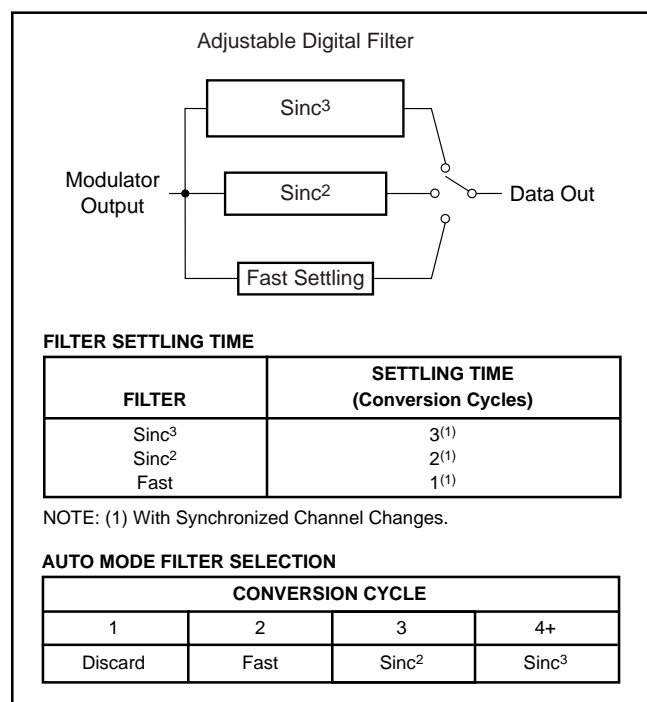 Adjustable Digital Filter
Sinc³
Modulator
Output
Sinc²
Data Out
Fast Settling
FILTER SETTLING TIME
FILTER
SETTLING TIME
(Conversion Cycles)
Sinc³ 3⁽¹⁾
Sinc² 2⁽¹⁾
Fast 1⁽¹⁾
NOTE: (1) With Synchronized Channel Changes.
AUTO MODE FILTER SELECTION
CONVERSION CYCLE
1 2 3 4+
Discard Fast Sinc² Sinc³